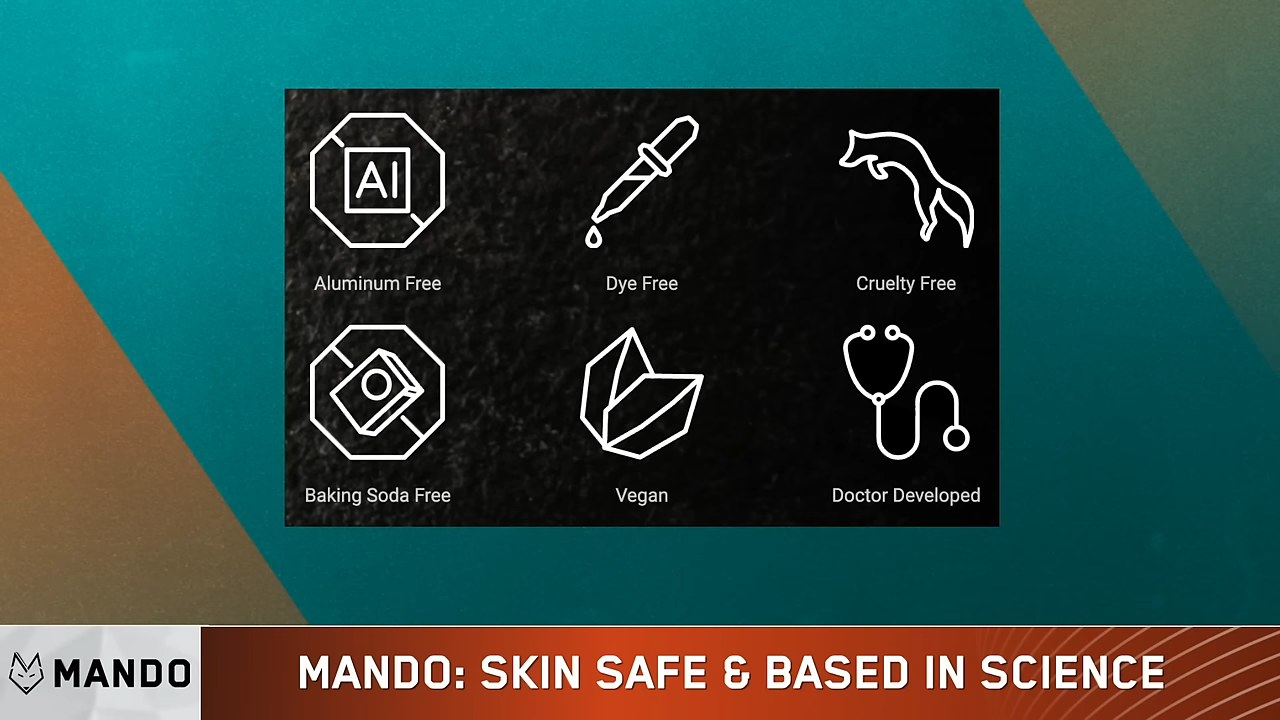 Al
Aluminum Free
Dye Free
Cruelty Free
Baking Soda Free
Vegan
Doctor Developed
MANDO
MANDO: SKIN SAFE & BASED IN SCIENCE